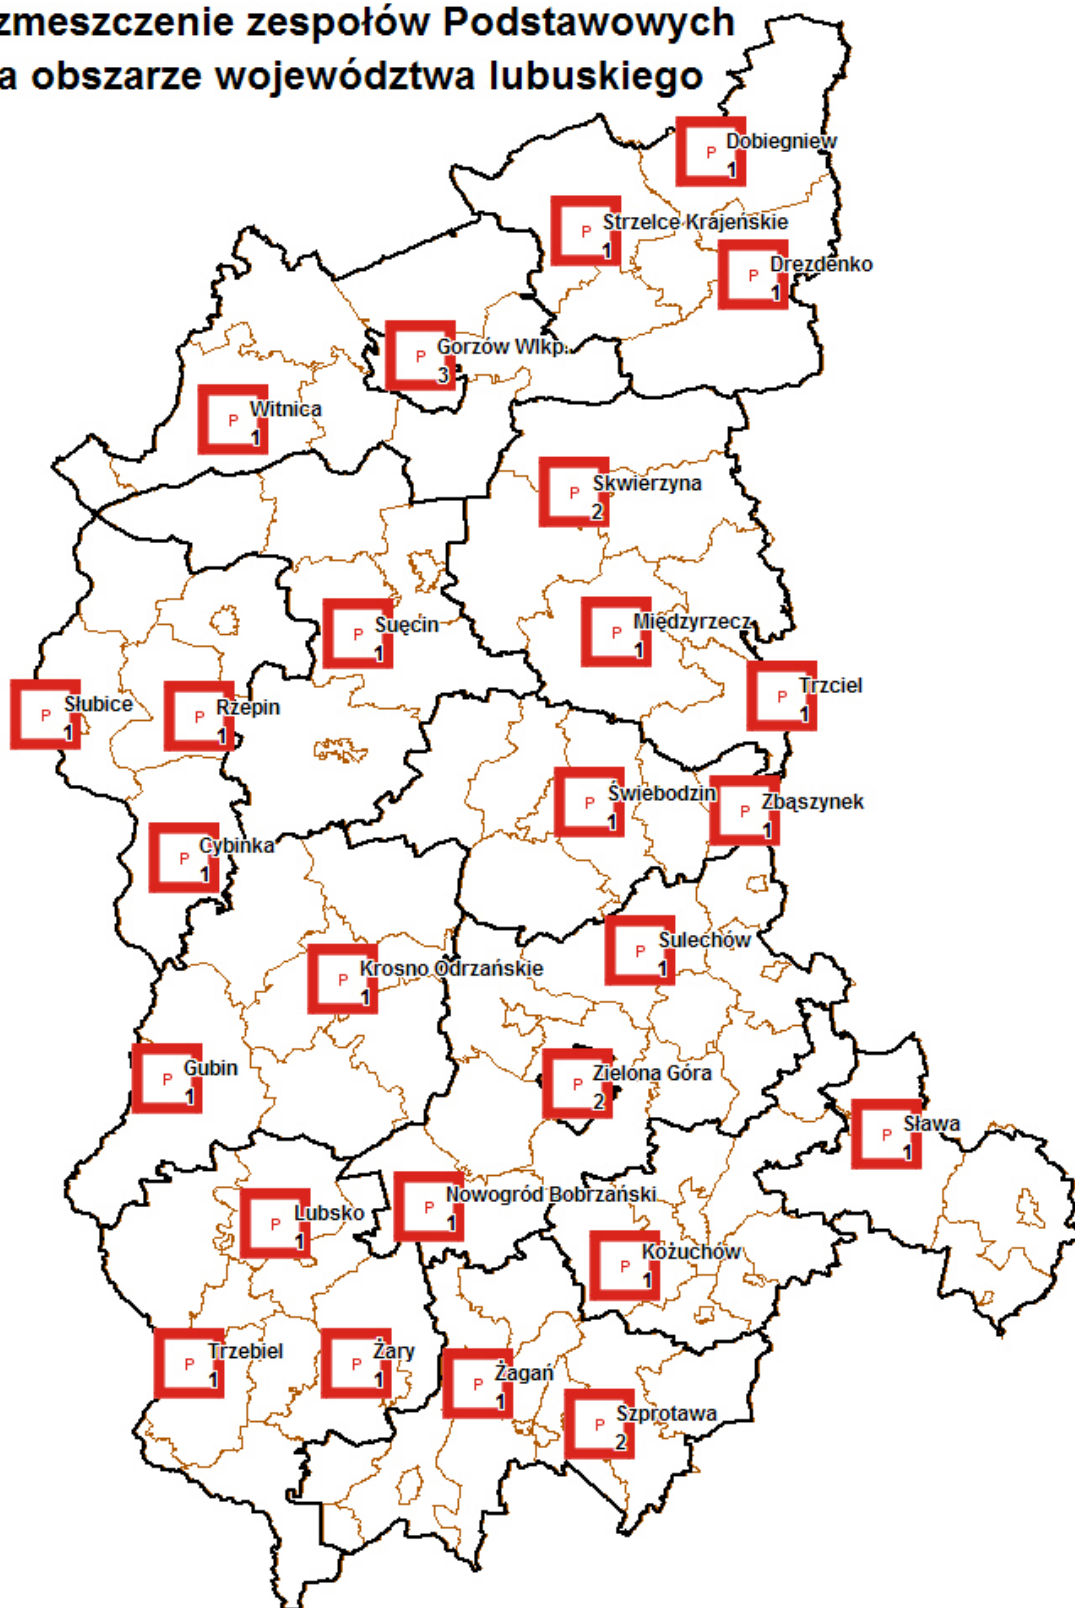 zmeszczenie zespołów Podstawowych
a obszarze województwa lubuskiego
P Dobiegniew
1
P Strzelce Krajeńskie
1
P Drezdenko
1
P Gorzów Wlkp.
3
P Witnica
1
P Skwierzyna
2
P Suęcin
1
P Międzyrzecz
1
P Trzciel
1
P Słubice
1
P Rzepin
1
P Świebodzin
1
P Zbąszynek
1
P Cybinka
1
P Sulechów
1
P Krosno Odrzańskie
1
P Gubin
1
P Zielona Góra
2
P Sława
1
P Nowogród Bobrzański
1
P Lubsko
1
P Kożuchów
1
P Trzebiel
1
P Żary
1
P Żagań
1
P Szprotawa
2